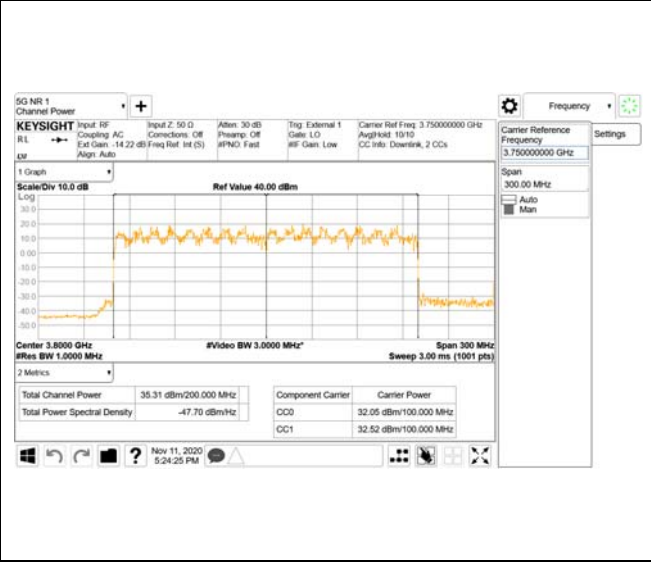 5G NR 1
Channel Power
Frequency
KEYSIGHT
Input: RF
Input Z: 50 Ω
Atten: 30 dB
Trig: External 1
Carrier Ref Freq: 3.750000000 GHz
RL
Coupling: AC
Corrections: Off
Preamp: Off
Gate: LO
Avg|Hold: 10/10
Ext Gain: -14.22 dB
Freq Ref: Int (S)
#PNO: Fast
#IF Gain: Low
CC Info: Downlink, 2 CCs
Align: Auto
Carrier Reference
Frequency
3.750000000 GHz
Settings
Span
300.00 MHz
Auto
Man
1 Graph
Scale/Div 10.0 dB
Ref Value 40.00 dBm
Log
30.0
20.0
10.0
0.00
-10.0
-20.0
-30.0
-40.0
-50.0
Center 3.8000 GHz
#Video BW 3.0000 MHz*
Span 300 MHz
#Res BW 1.0000 MHz
Sweep 3.00 ms (1001 pts)
2 Metrics
Total Channel Power 35.31 dBm/200.000 MHz
Total Power Spectral Density -47.70 dBm/Hz
Component Carrier Carrier Power
CC0 32.05 dBm/100.000 MHz
CC1 32.52 dBm/100.000 MHz
Nov 11, 2020
5:24:25 PM